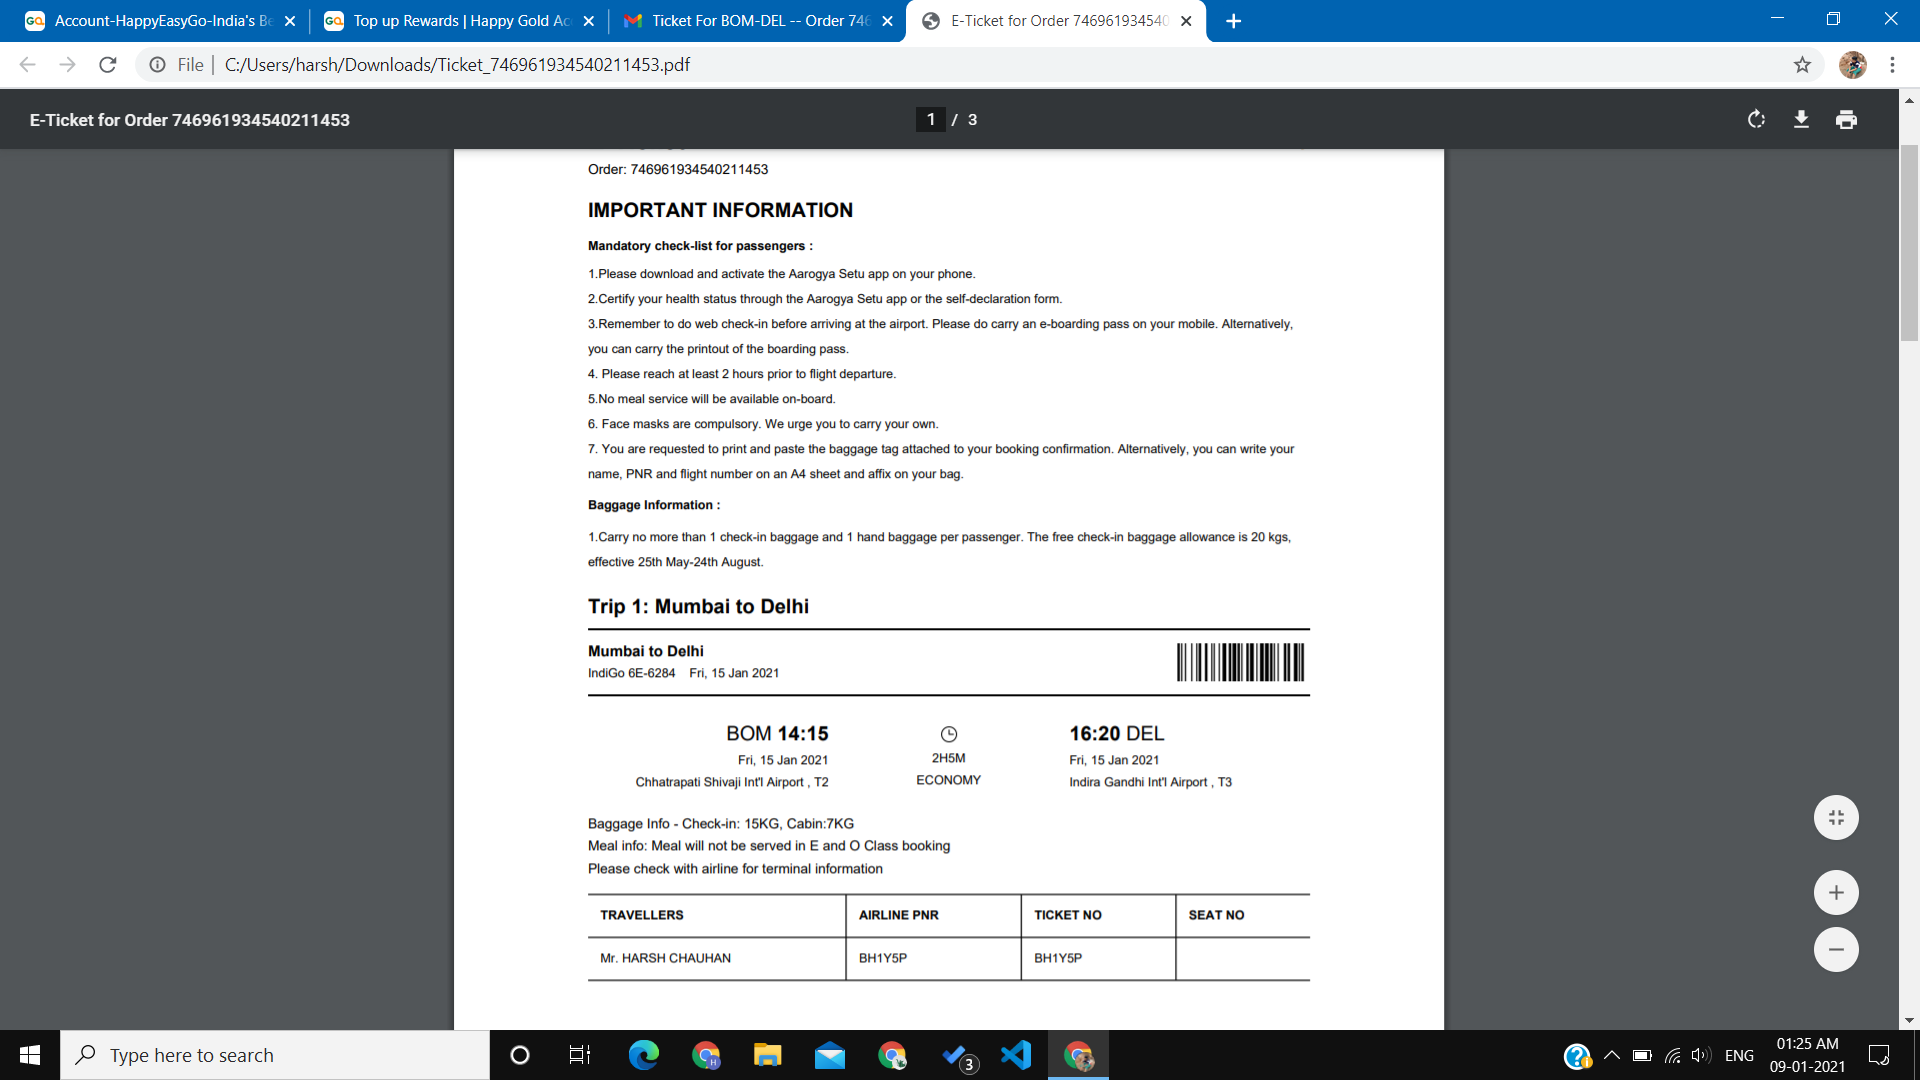 Account-HappyEasyGo-India's Be
Top up Rewards | Happy Gold Ac
Ticket For BOM-DEL -- Order 746
E-Ticket for Order 746961934540
File | C:/Users/harsh/Downloads/Ticket_746961934540211453.pdf
E-Ticket for Order 746961934540211453
1 / 3
Order: 746961934540211453
IMPORTANT INFORMATION
Mandatory check-list for passengers :
1.Please download and activate the Aarogya Setu app on your phone.
2.Certify your health status through the Aarogya Setu app or the self-declaration form.
3.Remember to do web check-in before arriving at the airport. Please do carry an e-boarding pass on your mobile. Alternatively,
you can carry the printout of the boarding pass.
4. Please reach at least 2 hours prior to flight departure.
5.No meal service will be available on-board.
6. Face masks are compulsory. We urge you to carry your own.
7. You are requested to print and paste the baggage tag attached to your booking confirmation. Alternatively, you can write your
name, PNR and flight number on an A4 sheet and affix on your bag.
Baggage Information :
1.Carry no more than 1 check-in baggage and 1 hand baggage per passenger. The free check-in baggage allowance is 20 kgs,
effective 25th May-24th August.
Trip 1: Mumbai to Delhi
Mumbai to Delhi
IndiGo 6E-6284 Fri, 15 Jan 2021
BOM 14:15
Fri, 15 Jan 2021
Chhatrapati Shivaji Int'l Airport , T2
2H5M
ECONOMY
16:20 DEL
Fri, 15 Jan 2021
Indira Gandhi Int'l Airport , T3
Baggage Info - Check-in: 15KG, Cabin:7KG
Meal info: Meal will not be served in E and O Class booking
Please check with airline for terminal information
TRAVELLERS AIRLINE PNR TICKET NO SEAT NO
Mr. HARSH CHAUHAN BH1Y5P BH1Y5P
Type here to search
3
ENG
01:25 AM
09-01-2021